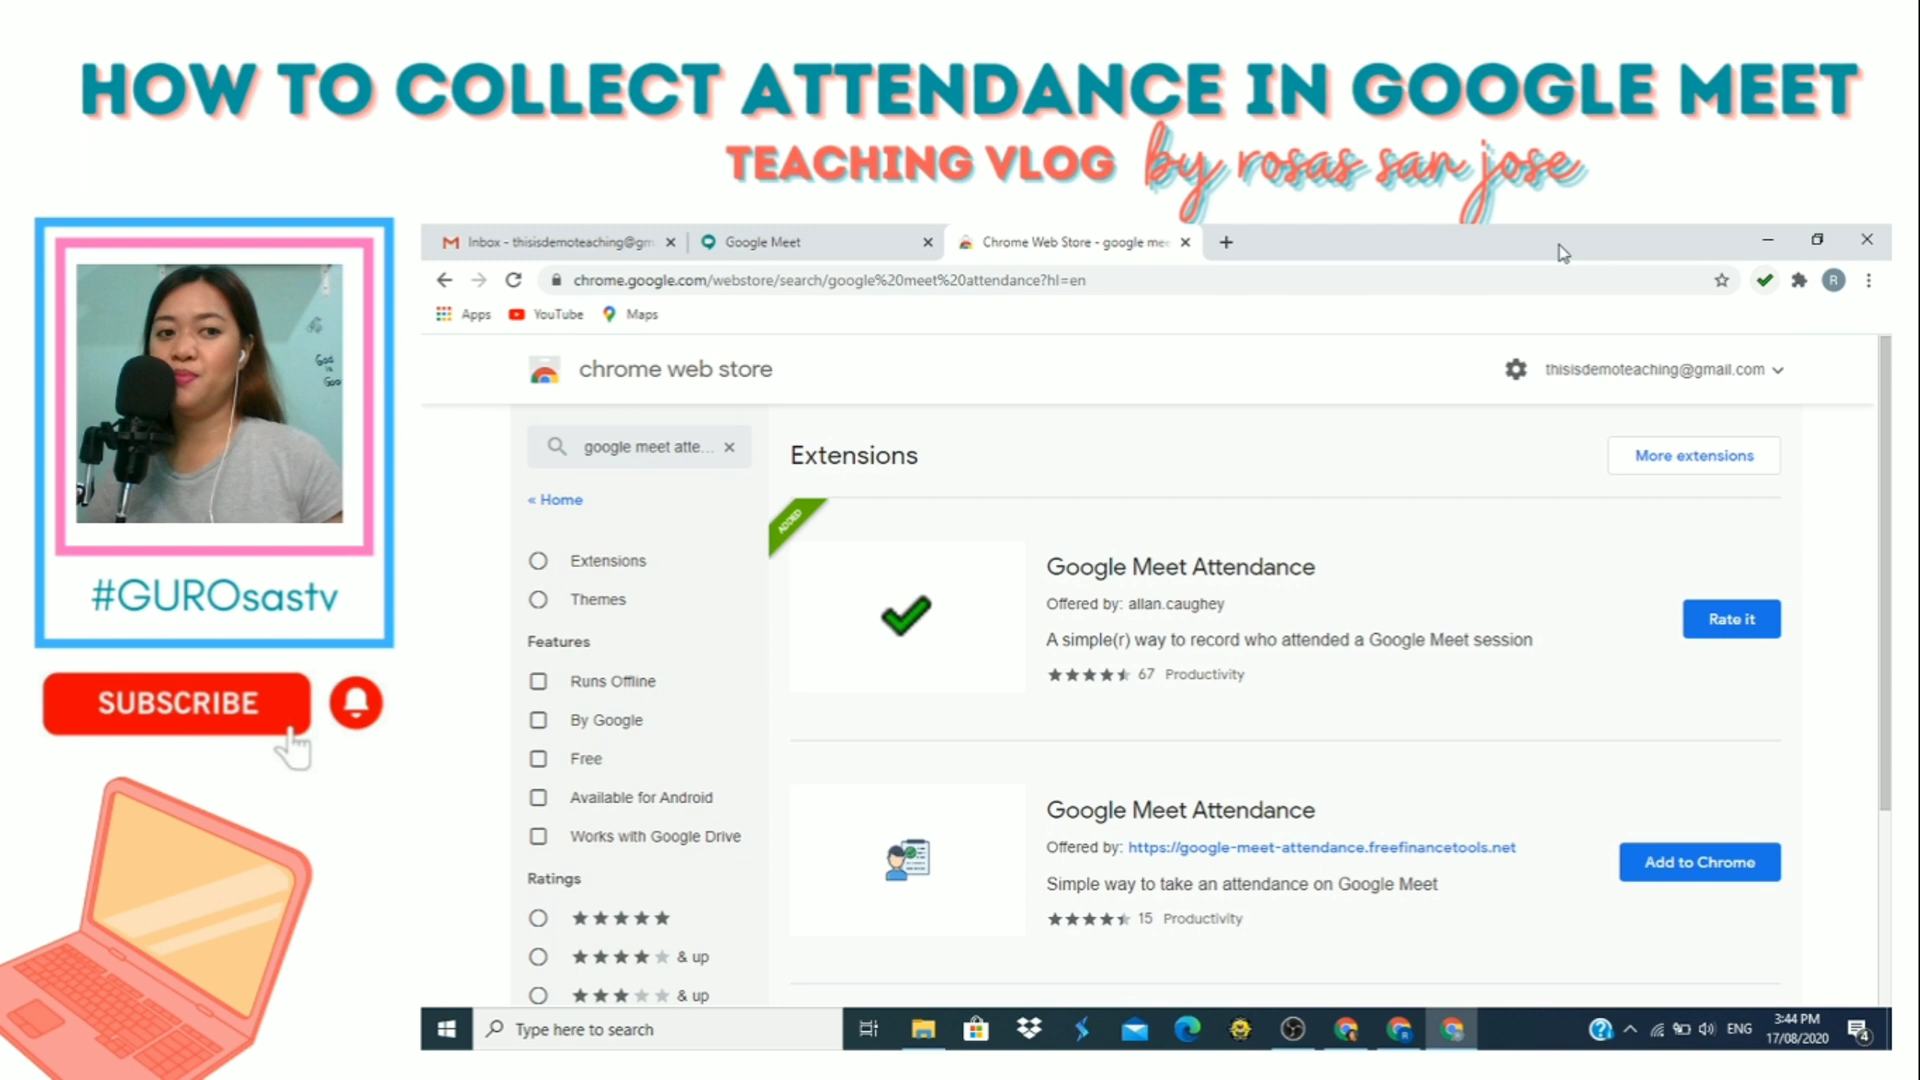 HOW TO COLLECT ATTENDANCE IN GOOGLE MEET
TEACHING VLOG by rosas san jose
#GUROsastv
SUBSCRIBE
Inbox - thisisdemoteaching@gm
Google Meet
Chrome Web Store - google mee
chrome.google.com/webstore/search/google%20meet%20attendance?hl=en
R
Apps
YouTube
Maps
chrome web store
thisisdemoteaching@gmail.com
google meet atte...
« Home
Extensions
Themes
Features
Runs Offline
By Google
Free
Available for Android
Works with Google Drive
Ratings
& up
& up
Extensions
More extensions
ADDED
Google Meet Attendance
Offered by: allan.caughey
A simple(r) way to record who attended a Google Meet session
67 Productivity
Rate it
Google Meet Attendance
Offered by: https://google-meet-attendance.freefinancetools.net
Simple way to take an attendance on Google Meet
15 Productivity
Add to Chrome
Type here to search
ENG
3:44 PM
17/08/2020
4